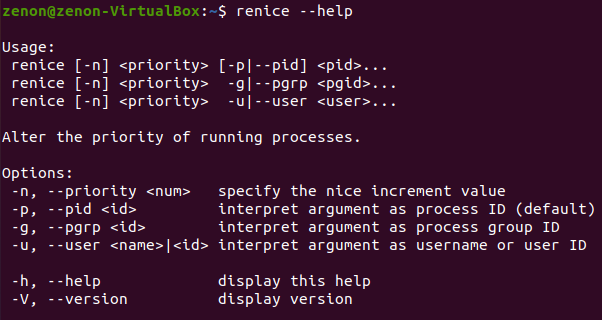 zenon@zenon-VirtualBox:~$ renice --help

Usage:
 renice [-n] <priority> [-p|--pid] <pid>...
 renice [-n] <priority>  -g|--pgrp <pgid>...
 renice [-n] <priority>  -u|--user <user>...

Alter the priority of running processes.

Options:
 -n, --priority <num>   specify the nice increment value
 -p, --pid <id>         interpret argument as process ID (default)
 -g, --pgrp <id>        interpret argument as process group ID
 -u, --user <name>|<id> interpret argument as username or user ID

 -h, --help             display this help
 -V, --version          display version